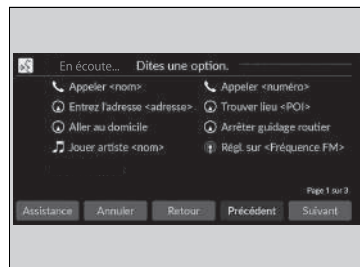 En écoute... Dites une option.
Appeler <nom> Appeler <numéro>
Entrez l'adresse <adresse> Trouver lieu <POI>
Aller au domicile Arrêter guidage routier
Jouer artiste <nom> Régl. sur <Fréquence FM>
Page 1 sur 3
Assistance Annuler Retour Précédent Suivant